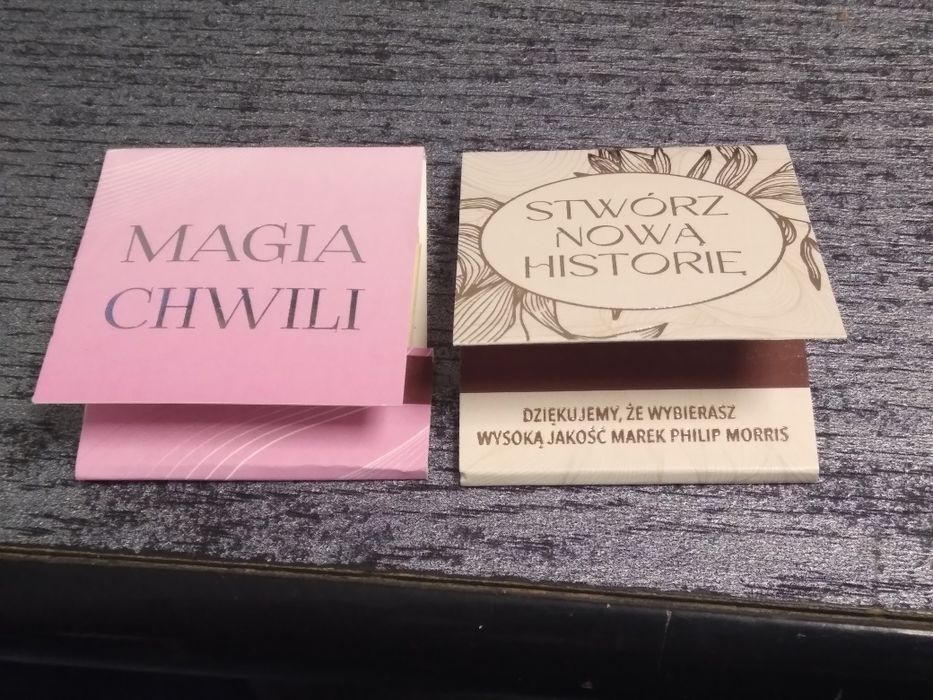 MAGIA
CHWILI
STWÓRZ
NOWĄ
HISTORIĘ
DZIĘKUJEMY, ŻE WYBIERASZ
WYSOKĄ JAKOŚĆ MAREK PHILIP MORRIS